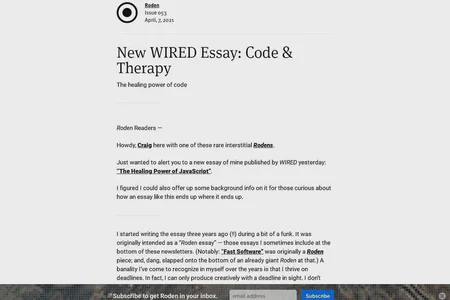 Roden
Issue 053
April, 7, 2021
New WIRED Essay: Code &
Therapy
The healing power of code
Roden Readers —
Howdy, Craig here with one of these rare interstitial Rodens.
Just wanted to alert you to a new essay of mine published by WIRED yesterday:
"The Healing Power of JavaScript".
I figured I could also offer up some background info on it for those curious about
how an essay like this ends up where it ends up.
I started writing the essay three years ago (!!) during a bit of a funk. It was
originally intended as a "Roden essay" — those essays I sometimes include at the
bottom of these newsletters. (Notably: "Fast Software" was originally a Roden
piece; and, dang, slapped onto the bottom of an already giant Roden at that.) A
banality I've come to recognize in myself over the years is that I thrive on
deadlines. In fact, I can only produce creatively with a deadline in sight. I don't
Subscribe to get Roden in your inbox.
email address
Subscribe